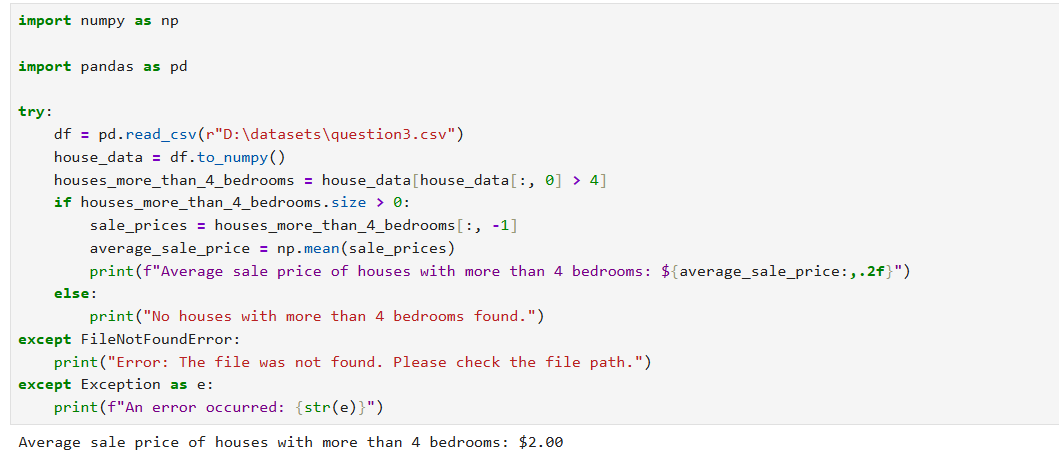 import numpy as np
import pandas as pd
try:
    df = pd.read_csv(r"D:\datasets\question3.csv")
    house_data = df.to_numpy()
    houses_more_than_4_bedrooms = house_data[house_data[:, 0] > 4]
    if houses_more_than_4_bedrooms.size > 0:
        sale_prices = houses_more_than_4_bedrooms[:, -1]
        average_sale_price = np.mean(sale_prices)
        print(f"Average sale price of houses with more than 4 bedrooms: ${average_sale_price:,.2f}")
    else:
        print("No houses with more than 4 bedrooms found.")
except FileNotFoundError:
    print("Error: The file was not found. Please check the file path.")
except Exception as e:
    print(f"An error occurred: {str(e)}")
Average sale price of houses with more than 4 bedrooms: $2.00